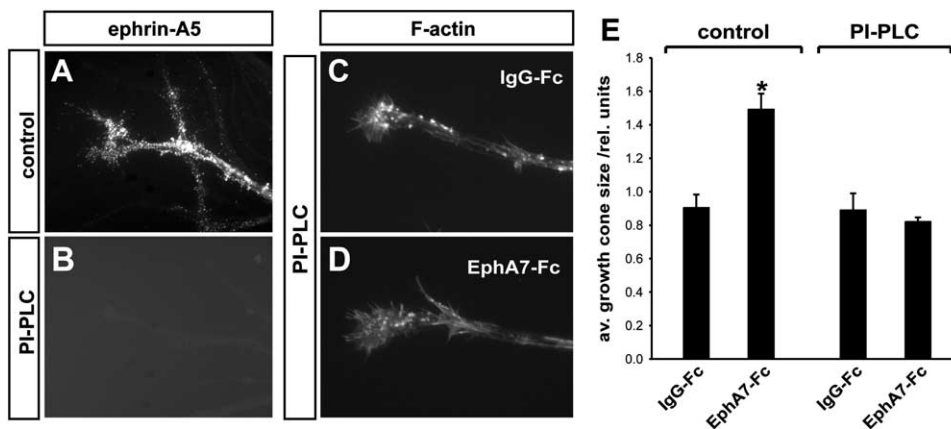 ephrin-A5
F-actin
control
PI-PLC
A
B
PI-PLC
C
IgG-Fc
D
EphA7-Fc
E
control
PI-PLC
av. growth cone size /rel. units
1.8
1.6
1.4
1.2
1.0
0.8
0.6
0.4
0.2
0.0
*
IgG-Fc
EphA7-Fc
IgG-Fc
EphA7-Fc